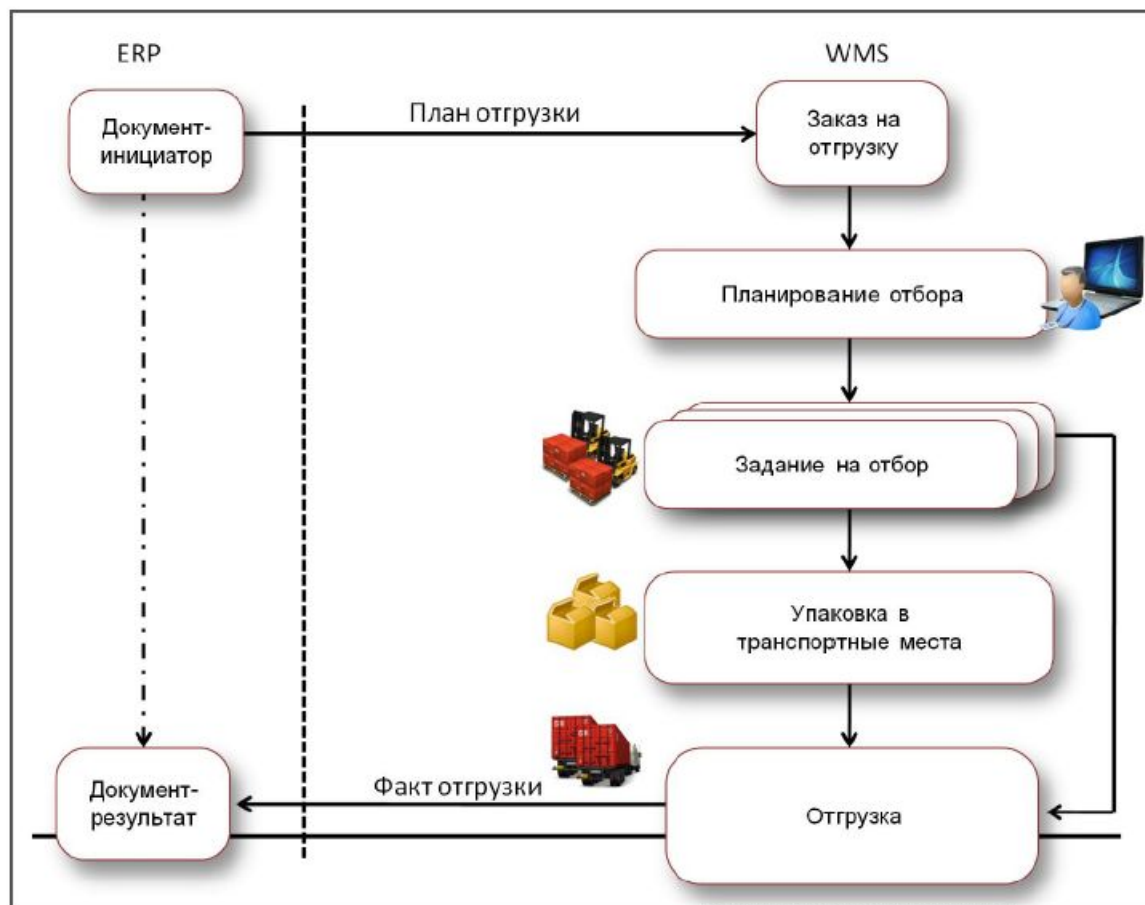 ERP
WMS
Документ-
инициатор
План отгрузки
Заказ на
отгрузку
Планирование отбора
Задание на отбор
Упаковка в
транспортные места
Факт отгрузки
Документ-
результат
Отгрузка